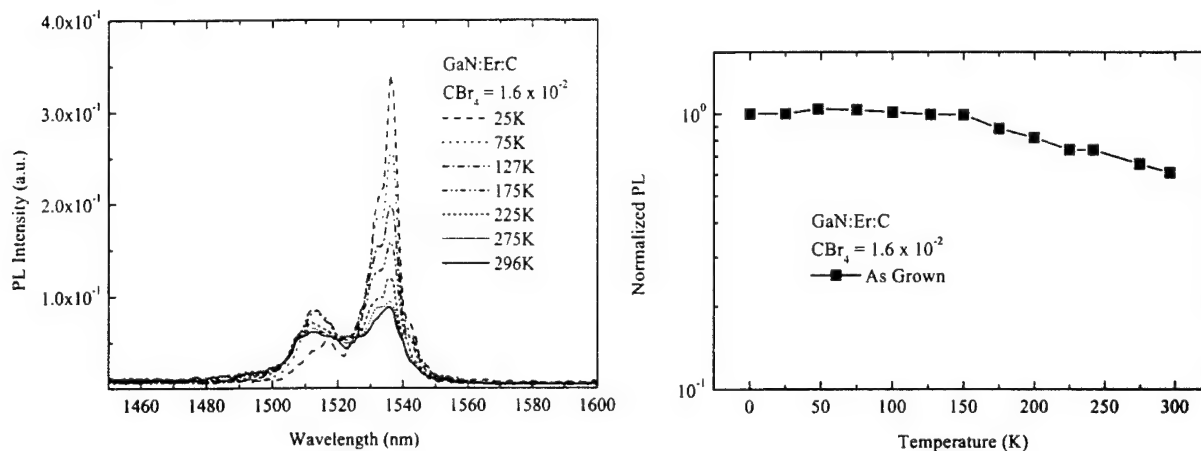 4.0x10⁻¹
3.0x10⁻¹
2.0x10⁻¹
1.0x10⁻¹
PL Intensity (a.u.)
GaN:Er:C
CBr₄ = 1.6 x 10⁻²
25K
75K
127K
175K
225K
275K
296K
1460 1480 1500 1520 1540 1560 1580 1600
Wavelength (nm)
10⁰
10⁻¹
Normalized PL
GaN:Er:C
CBr₄ = 1.6 x 10⁻²
As Grown
0 50 100 150 200 250 300
Temperature (K)